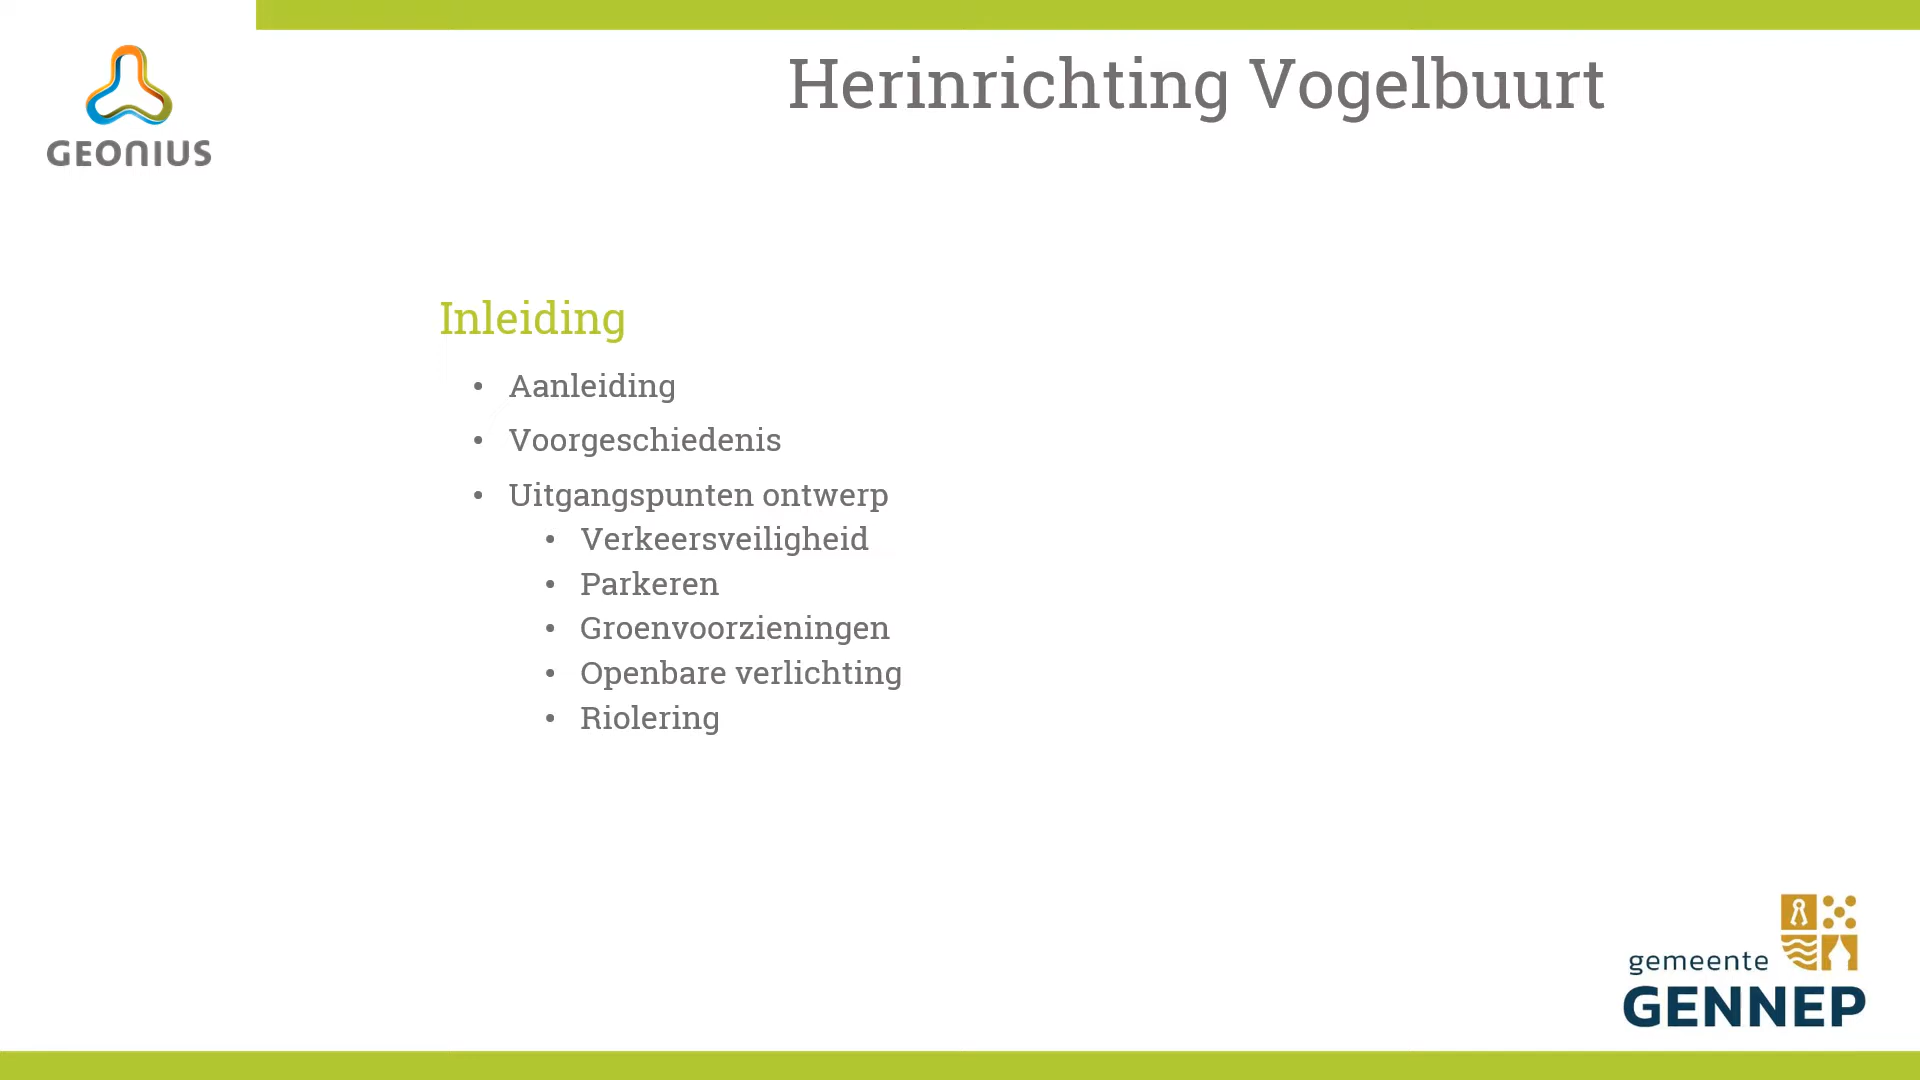 GEONIUS
Herinrichting Vogelbuurt
Inleiding
• Aanleiding
• Voorgeschiedenis
• Uitgangspunten ontwerp
• Verkeersveiligheid
• Parkeren
• Groenvoorzieningen
• Openbare verlichting
• Riolering
gemeente
GENNEP